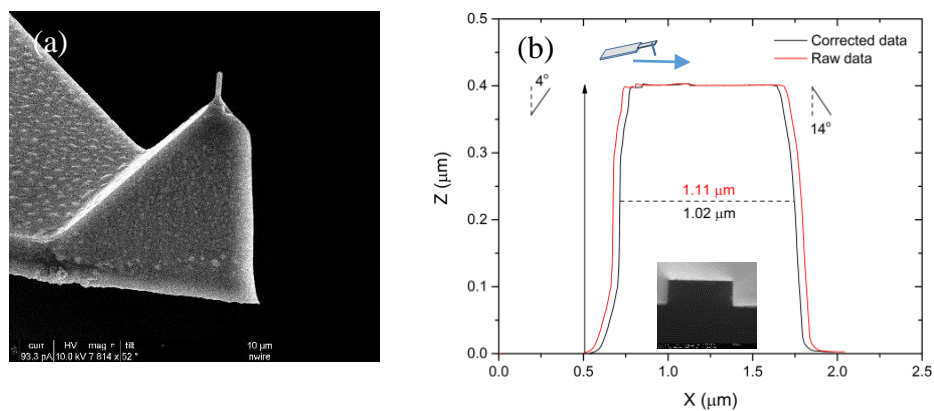 (a)
curr HV mag tilt 10 µm
93.3 pA 10.0 kV 7 814 x 52 ° nwire
(b)
Corrected data
Raw data
4°
14°
1.11 µm
1.02 µm
Z (µm)
0.5
0.4
0.3
0.2
0.1
0.0
0.0 0.5 1.0 1.5 2.0 2.5
X (µm)